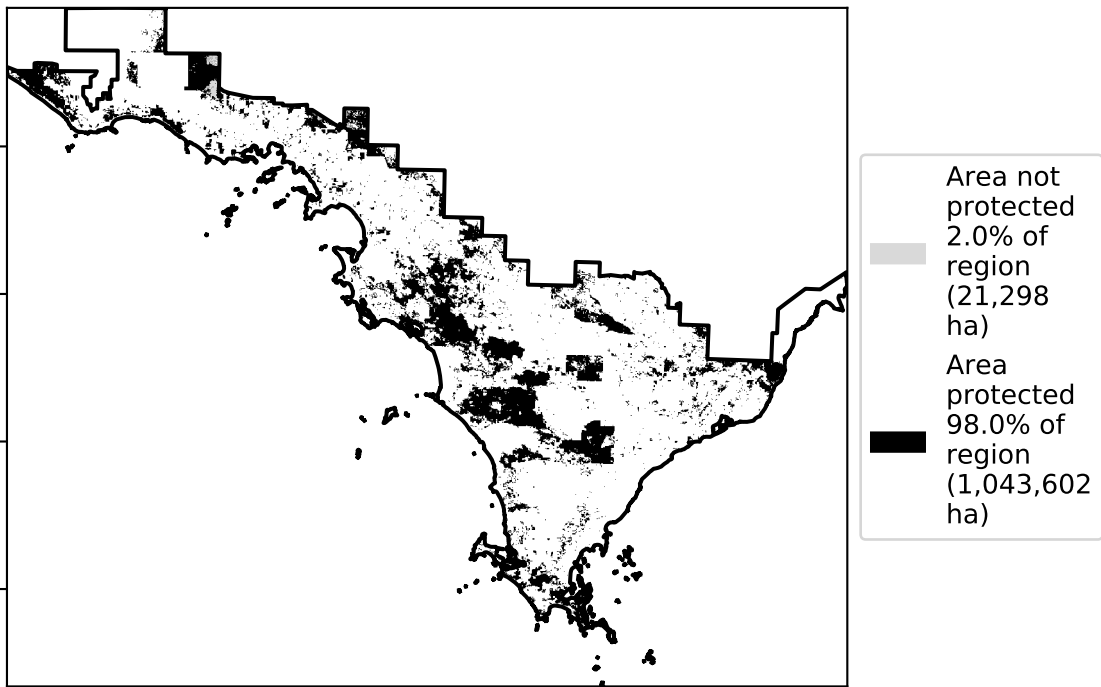 Area not
protected
2.0% of
region
(21,298
ha)
Area
protected
98.0% of
region
(1,043,602
ha)